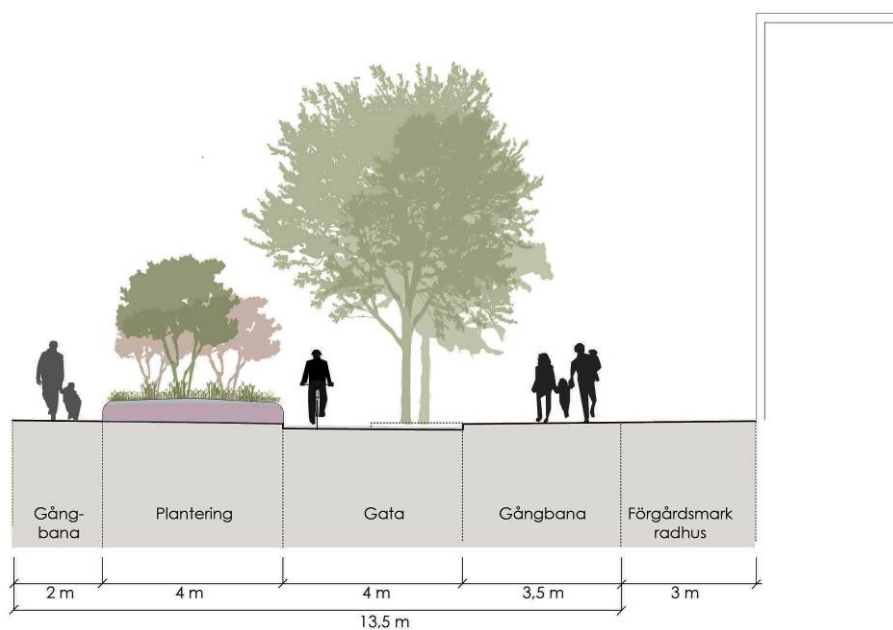 Gång-
bana
Plantering
Gata
Gångbana
Förgårdsmark
radhus
2 m
4 m
4 m
3,5 m
3 m
13,5 m